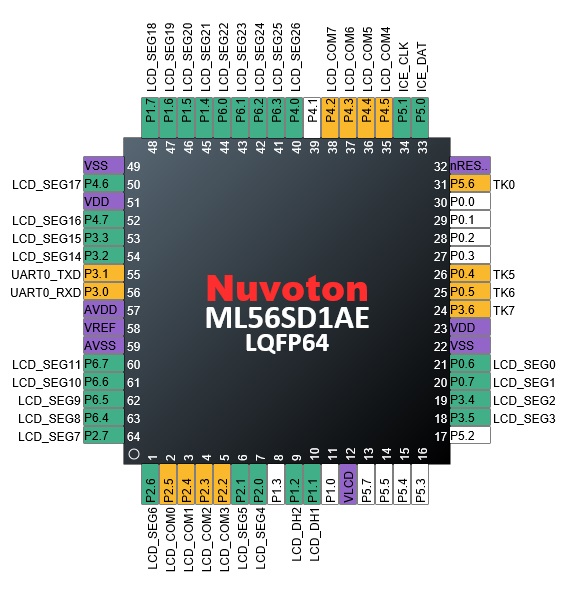 LCD_SEG18
LCD_SEG19
LCD_SEG20
LCD_SEG21
LCD_SEG22
LCD_SEG23
LCD_SEG24
LCD_SEG25
LCD_SEG26
LCD_COM7
LCD_COM6
LCD_COM5
LCD_COM4
ICE_CLK
ICE_DAT
P1.7
P1.6
P1.5
P1.4
P6.0
P6.1
P6.2
P6.3
P4.0
P4.1
P4.2
P4.3
P4.4
P4.5
P5.1
P5.0
48
47
46
45
44
43
42
41
40
39
38
37
36
35
34
33
VSS 49
LCD_SEG17 P4.6 50
VDD 51
LCD_SEG16 P4.7 52
LCD_SEG15 P3.3 53
LCD_SEG14 P3.2 54
UART0_TXD P3.1 55
UART0_RXD P3.0 56
AVDD 57
VREF 58
AVSS 59
LCD_SEG11 P6.7 60
LCD_SEG10 P6.6 61
LCD_SEG9 P6.5 62
LCD_SEG8 P6.4 63
LCD_SEG7 P2.7 64
Nuvoton
ML56SD1AE
LQFP64
32 nRES..
31 P5.6 TK0
30 P0.0
29 P0.1
28 P0.2
27 P0.3
26 P0.4 TK5
25 P0.5 TK6
24 P3.6 TK7
23 VDD
22 VSS
21 P0.6 LCD_SEG0
20 P0.7 LCD_SEG1
19 P3.4 LCD_SEG2
18 P3.5 LCD_SEG3
17 P5.2
1
2
3
4
5
6
7
8
9
10
11
12
13
14
15
16
P2.6
P2.5
P2.4
P2.3
P2.2
P2.1
P2.0
P1.3
P1.2
P1.1
P1.0
VLCD
P5.7
P5.5
P5.4
P5.3
LCD_SEG6
LCD_COM0
LCD_COM1
LCD_COM2
LCD_COM3
LCD_SEG5
LCD_SEG4
LCD_DH2
LCD_DH1